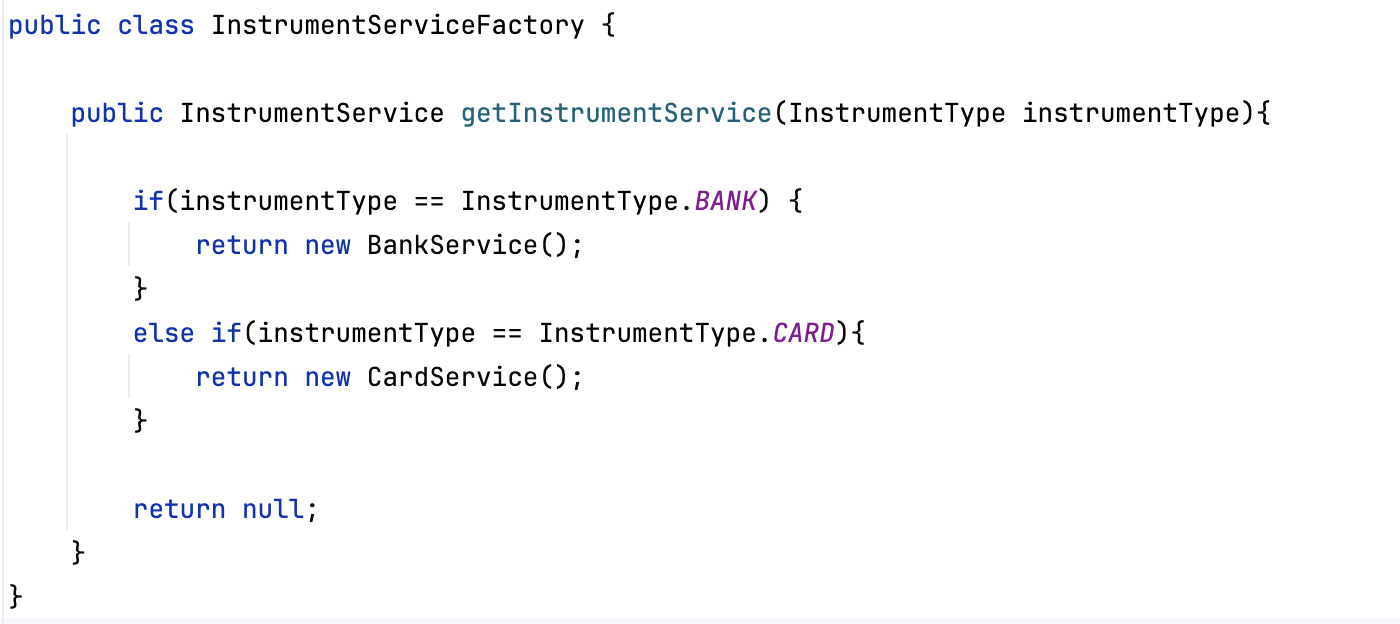 public class InstrumentServiceFactory {
public InstrumentService getInstrumentService(InstrumentType instrumentType){
if(instrumentType == InstrumentType.BANK) {
return new BankService();
}
else if(instrumentType == InstrumentType.CARD){
return new CardService();
}
return null;
}
}